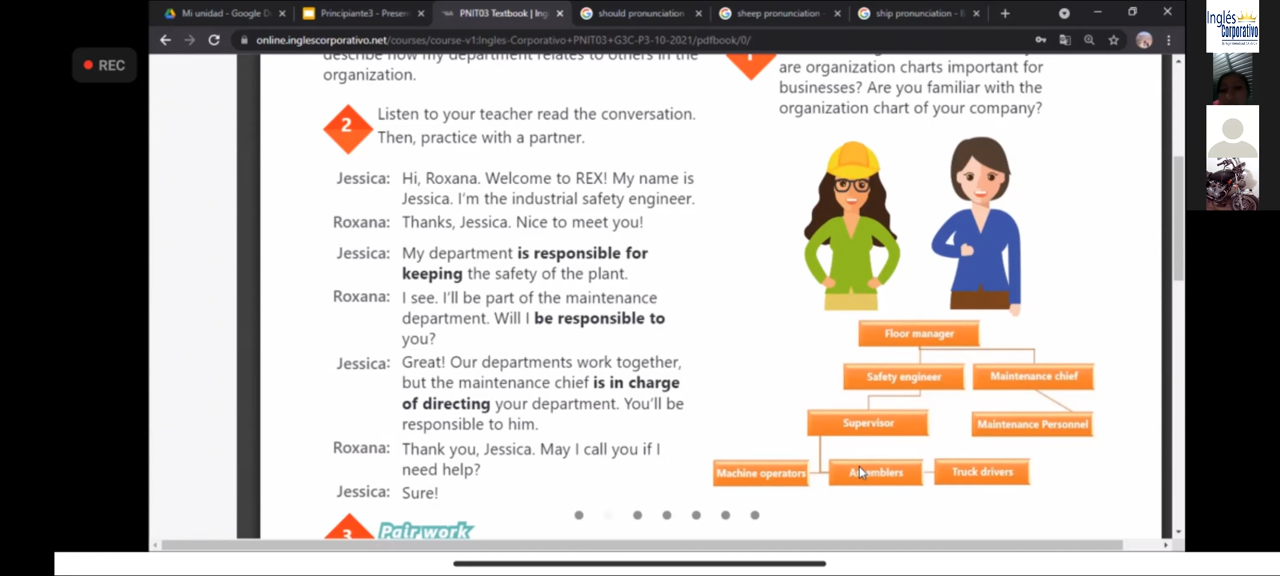 Mi unidad - Google D
Principiante3 - Presen
PNIT03 Textbook | Ing
should pronunciation -
sheep pronunciation -
ship pronunciation -
online.inglescorporativo.net/courses/course-v1:Ingles-Corporativo+PNIT03+G3C-P3-10-2021/pdfbook/0/
Inglés
Corporativo
REC
describe how my department relates to others in the
organization.
2
Listen to your teacher read the conversation.
Then, practice with a partner.
Jessica: Hi, Roxana. Welcome to REX! My name is
Jessica. I'm the industrial safety engineer.
Roxana: Thanks, Jessica. Nice to meet you!
Jessica: My department is responsible for
keeping the safety of the plant.
Roxana: I see. I'll be part of the maintenance
department. Will I be responsible to
you?
Jessica: Great! Our departments work together,
but the maintenance chief is in charge
of directing your department. You'll be
responsible to him.
Roxana: Thank you, Jessica. May I call you if I
need help?
Jessica: Sure!
3
Pair work
are organization charts important for
businesses? Are you familiar with the
organization chart of your company?
Floor manager
Safety engineer
Maintenance chief
Supervisor
Maintenance Personnel
Machine operators
Assemblers
Truck drivers